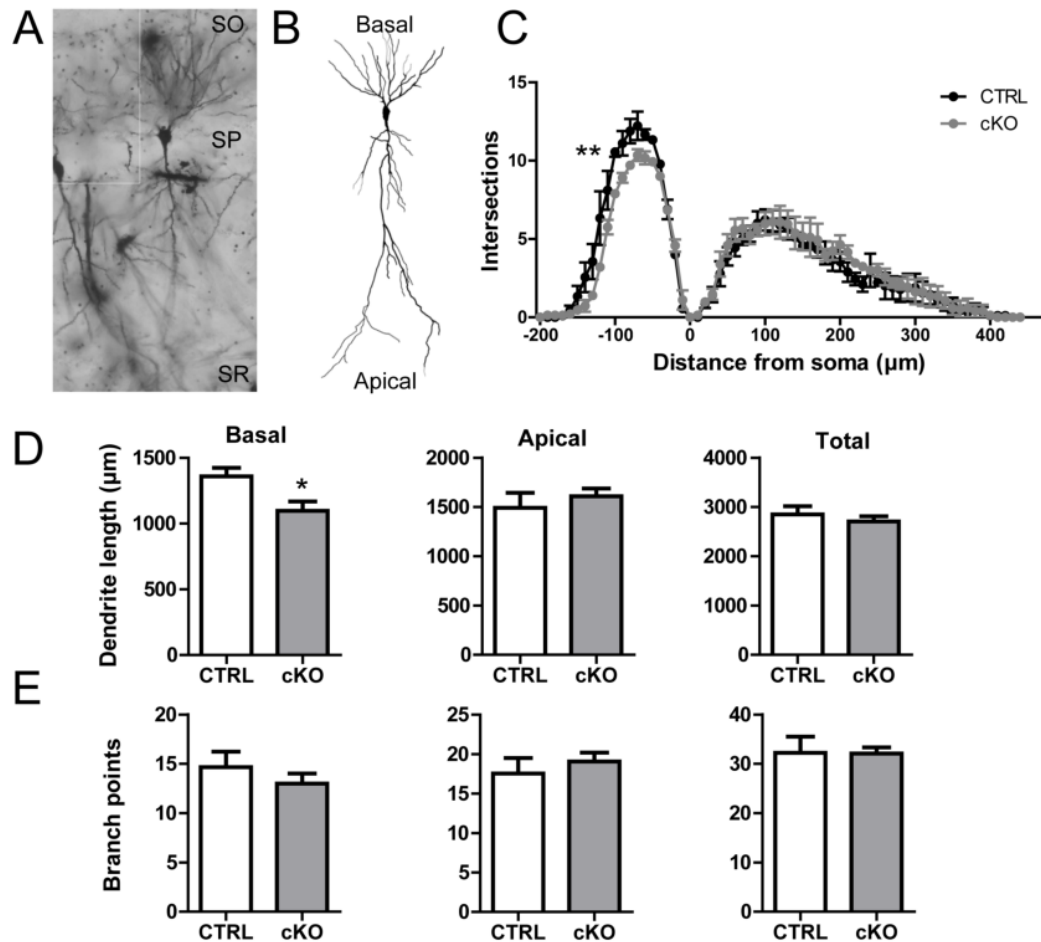 A
SO
SP
SR
B
Basal
Apical
C
15
10
5
0
Intersections
**
CTRL
cKO
-200
-100
0
100
200
300
400
Distance from soma (µm)
D
Basal
Apical
Total
Dendrite length (µm)
1500
1000
500
0
*
CTRL
cKO
2000
1500
1000
500
0
CTRL
cKO
4000
3000
2000
1000
0
CTRL
cKO
E
Branch points
20
15
10
5
0
CTRL
cKO
25
20
15
10
5
0
CTRL
cKO
40
30
20
10
0
CTRL
cKO